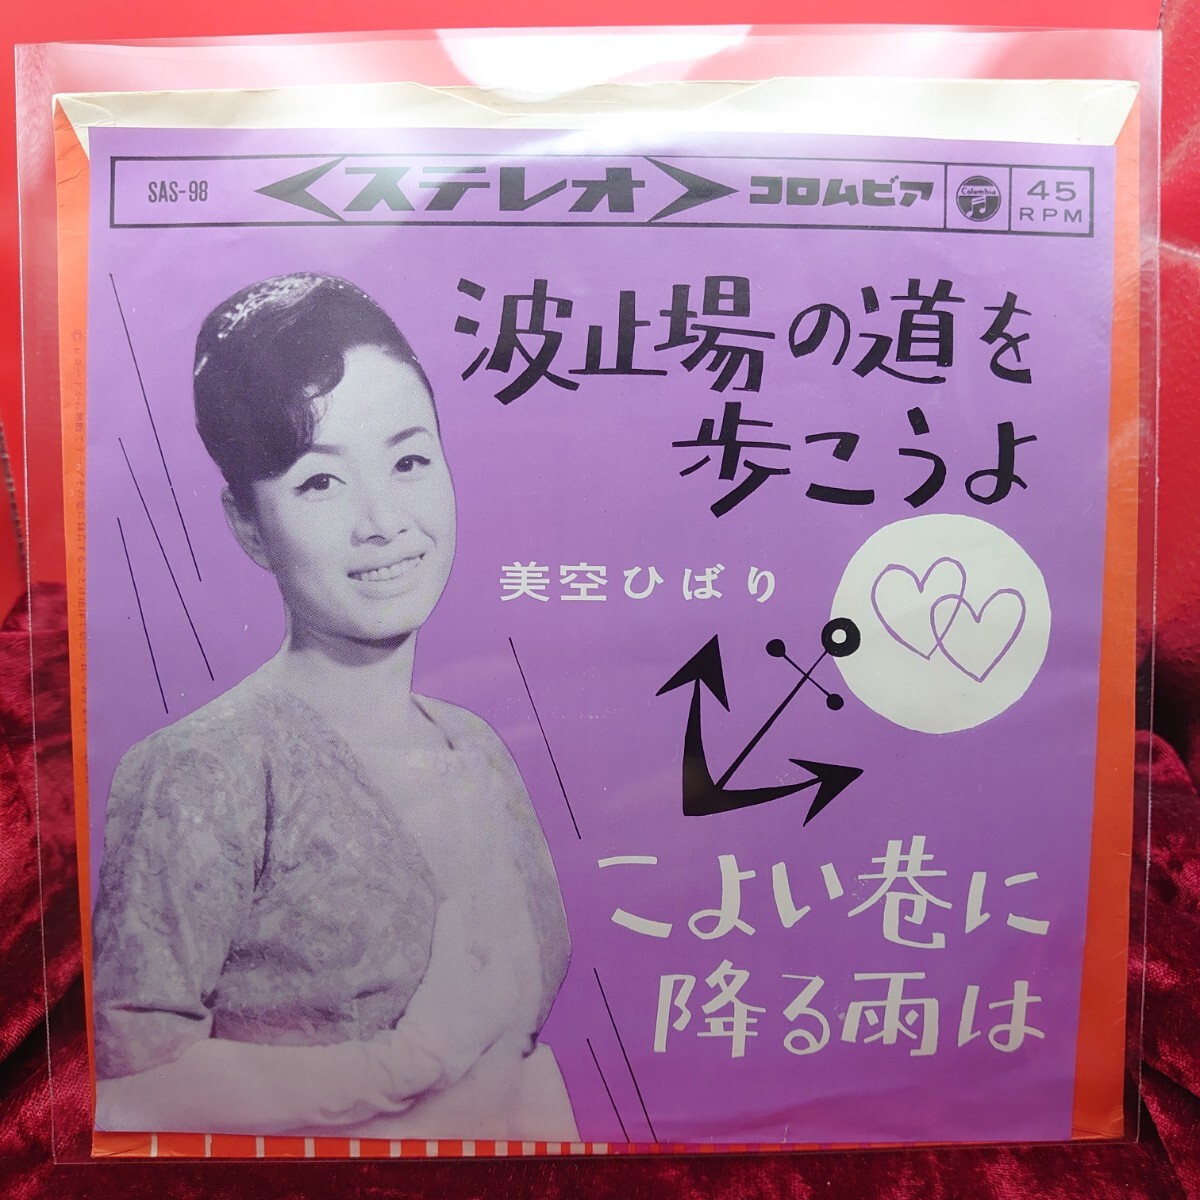 SAS-98
ステレオ
コロムビア
Columbia
45
RPM
波止場の道を
歩こうよ
美空ひばり
こよい巷に
降る雨は